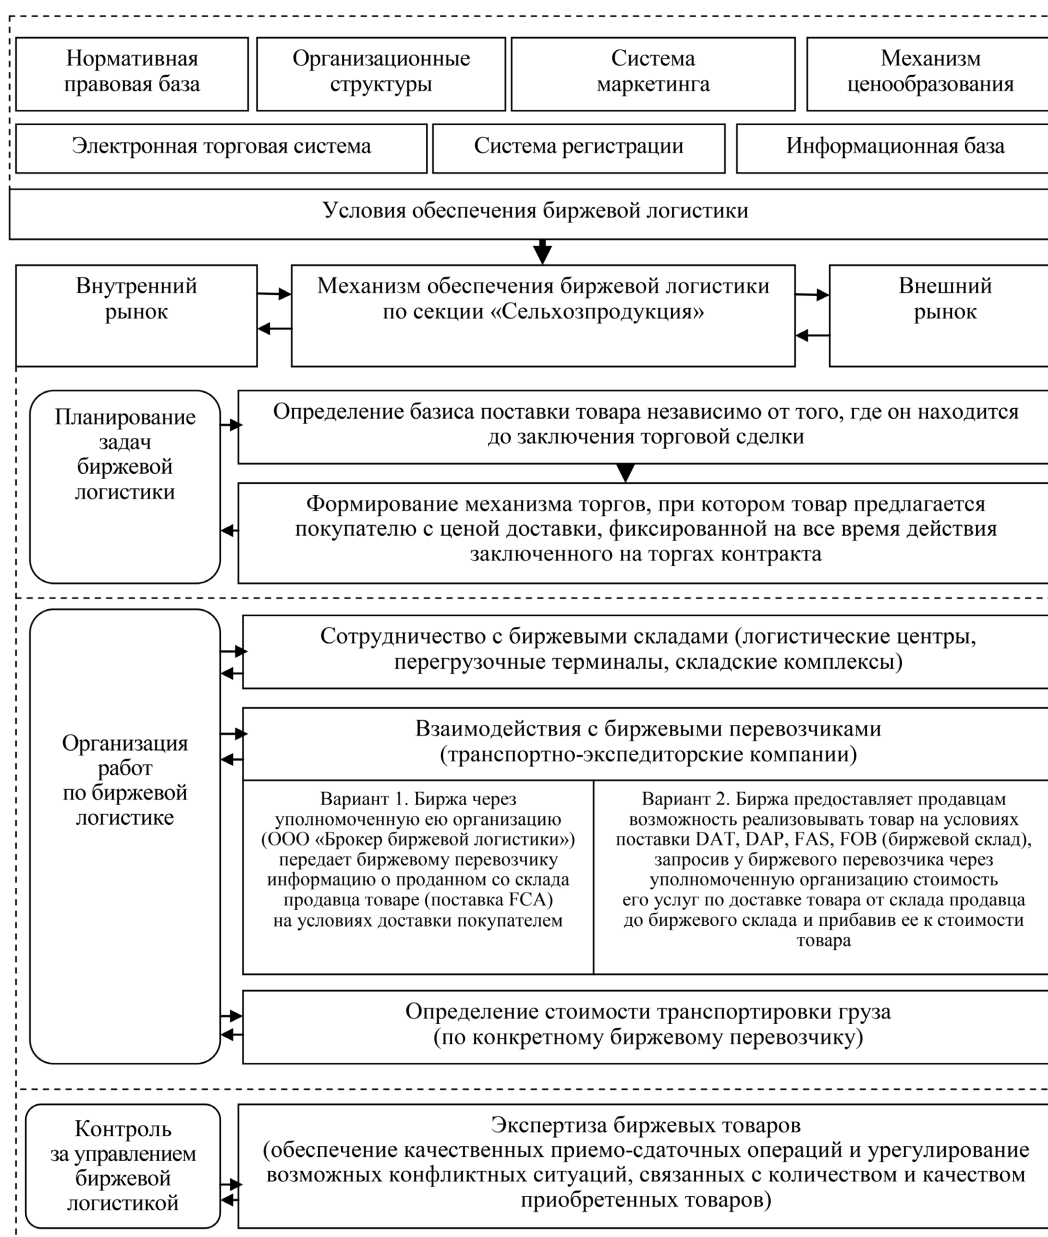 Нормативная
правовая база
Организационные
структуры
Система
маркетинга
Механизм
ценообразования
Электронная торговая система
Система регистрации
Информационная база
Условия обеспечения биржевой логистики
Внутренний
рынок
Механизм обеспечения биржевой логистики
по секции «Сельхозпродукция»
Внешний
рынок
Планирование
задач
биржевой
логистики
Определение базиса поставки товара независимо от того, где он находится
до заключения торговой сделки
Формирование механизма торгов, при котором товар предлагается
покупателю с ценой доставки, фиксированной на все время действия
заключенного на торгах контракта
Организация
работ
по биржевой
логистике
Сотрудничество с биржевыми складами (логистические центры,
перегрузочные терминалы, складские комплексы)
Взаимодействия с биржевыми перевозчиками
(транспортно-экспедиторские компании)
Вариант 1. Биржа через
уполномоченную ею организацию
(ООО «Брокер биржевой логистики»)
передает биржевому перевозчику
информацию о проданном со склада
продавца товаре (поставка FCA)
на условиях доставки покупателем
Вариант 2. Биржа предоставляет продавцам
возможность реализовывать товар на условиях
поставки DAT, DAP, FAS, FOB (биржевой склад),
запросив у биржевого перевозчика через
уполномоченную организацию стоимость
его услуг по доставке товара от склада продавца
до биржевого склада и прибавив ее к стоимости
товара
Определение стоимости транспортировки груза
(по конкретному биржевому перевозчику)
Контроль
за управлением
биржевой
логистикой
Экспертиза биржевых товаров
(обеспечение качественных приемо-сдаточных операций и урегулирование
возможных конфликтных ситуаций, связанных с количеством и качеством
приобретенных товаров)